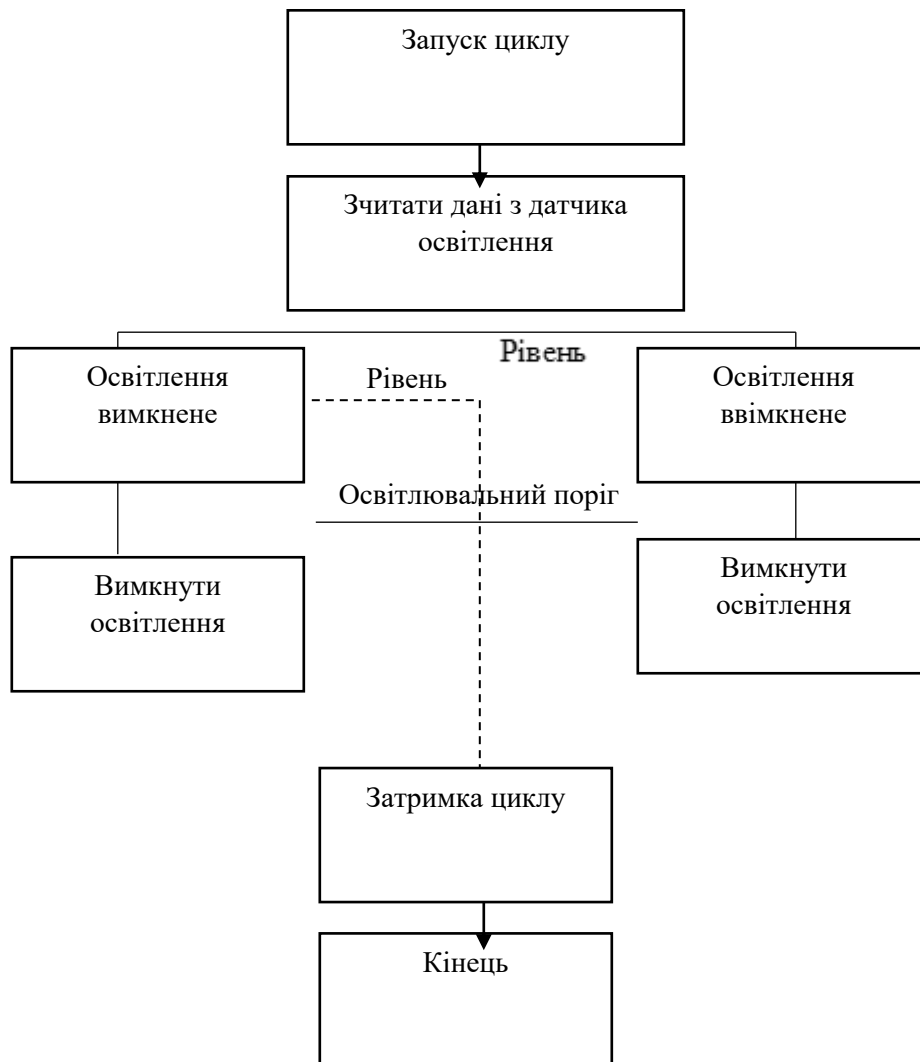 Запуск циклу
Зчитати дані з датчика
освітлення
Рівень
Освітлення
вимкнене
Рівень
Освітлення
ввімкнене
Освітлювальний поріг
Вимкнути
освітлення
Вимкнути
освітлення
Затримка циклу
Кінець